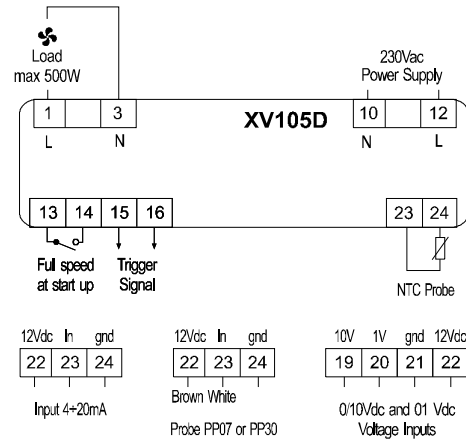 Load
max 500W
230Vac
Power Supply
1 3 XV105D 10 12
L N N L
13 14 15 16 23 24
Full speed
at start up
Trigger
Signal
NTC Probe
12Vdc In gnd
22 23 24
Input 4÷20mA
12Vdc In gnd
22 23 24
Brown White
Probe PP07 or PP30
10V 1V gnd 12Vdc
19 20 21 22
0/10Vdc and 01 Vdc
Voltage Inputs